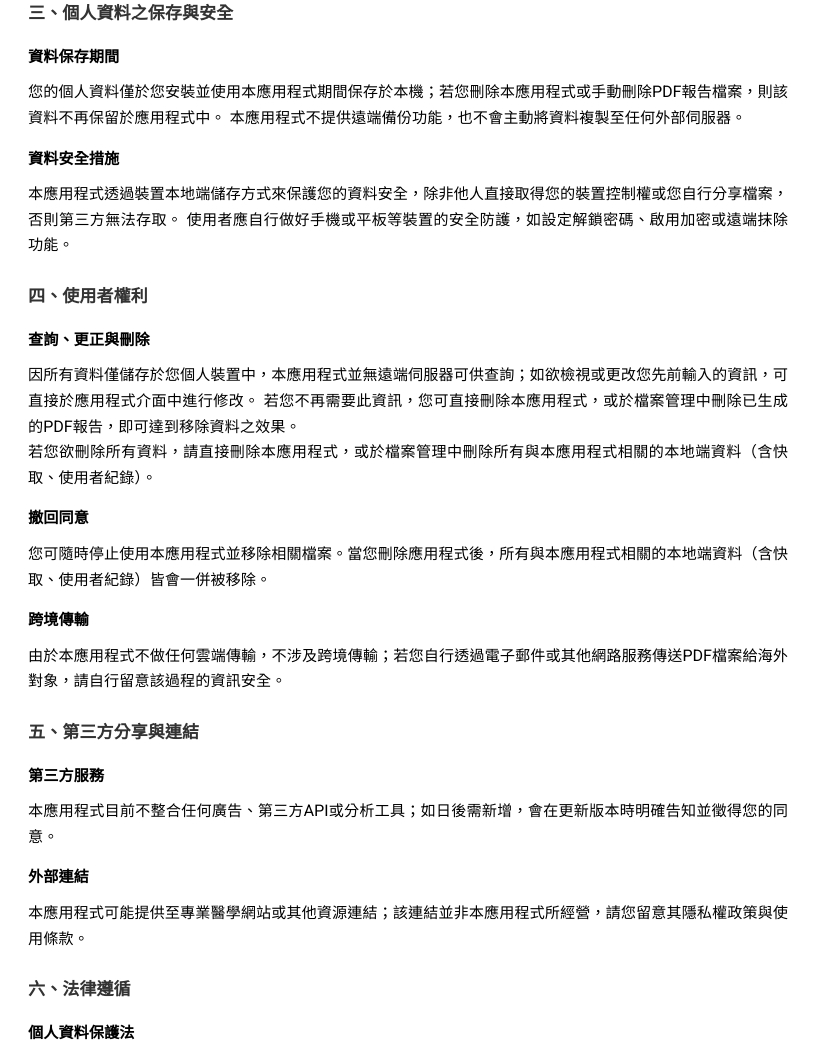 三、個人資料之保存與安全
資料保存期間
您的個人資料僅於您安裝並使用本應用程式期間保存於本機；若您刪除本應用程式或手動刪除PDF報告檔案，則該
資料不再保留於應用程式中。 本應用程式不提供遠端備份功能，也不會主動將資料複製至任何外部伺服器。
資料安全措施
本應用程式透過裝置本地端儲存方式來保護您的資料安全，除非他人直接取得您的裝置控制權或您自行分享檔案，
否則第三方無法存取。 使用者應自行做好手機或平板等裝置的安全防護，如設定解鎖密碼、啟用加密或遠端抹除
功能。
四、使用者權利
查詢、更正與刪除
因所有資料僅儲存於您個人裝置中，本應用程式並無遠端伺服器可供查詢；如欲檢視或更改您先前輸入的資訊，可
直接於應用程式介面中進行修改。 若您不再需要此資訊，您可直接刪除本應用程式，或於檔案管理中刪除已生成
的PDF報告，即可達到移除資料之效果。
若您欲刪除所有資料，請直接刪除本應用程式，或於檔案管理中刪除所有與本應用程式相關的本地端資料（含快
取、使用者紀錄）。
撤回同意
您可隨時停止使用本應用程式並移除相關檔案。當您刪除應用程式後，所有與本應用程式相關的本地端資料（含快
取、使用者紀錄）皆會一併被移除。
跨境傳輸
由於本應用程式不做任何雲端傳輸，不涉及跨境傳輸；若您自行透過電子郵件或其他網路服務傳送PDF檔案給海外
對象，請自行留意該過程的資訊安全。
五、第三方分享與連結
第三方服務
本應用程式目前不整合任何廣告、第三方API或分析工具；如日後需新增，會在更新版本時明確告知並徵得您的同
意。
外部連結
本應用程式可能提供至專業醫學網站或其他資源連結；該連結並非本應用程式所經營，請您留意其隱私權政策與使
用條款。
六、法律遵循
個人資料保護法